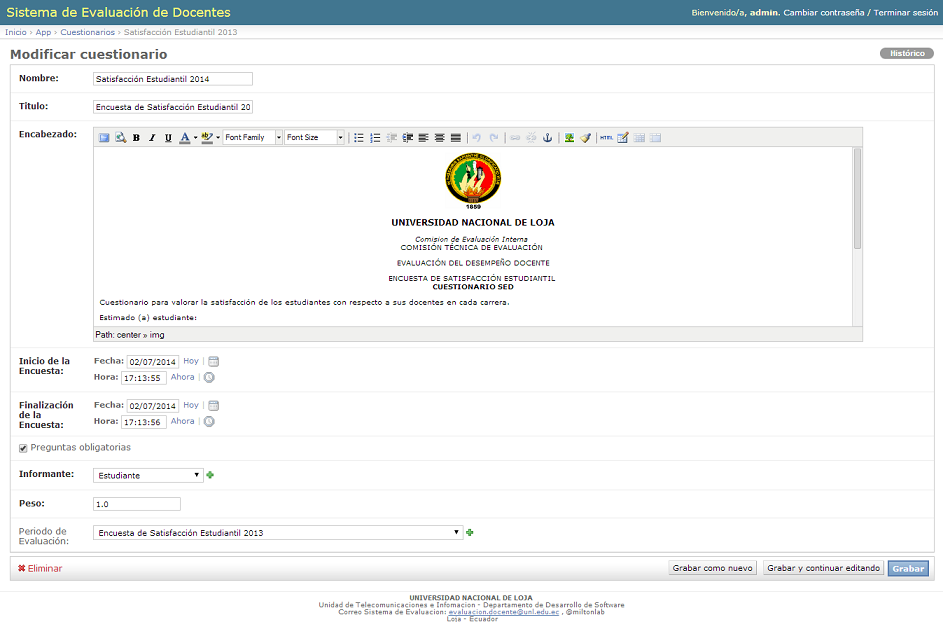 Sistema de Evaluación de Docentes
Bienvenido/a, admin. Cambiar contraseña / Terminar sesión
Inicio › App › Cuestionarios › Satisfacción Estudiantil 2013
Modificar cuestionario
Histórico
Nombre: Satisfacción Estudiantil 2014
Titulo: Encuesta de Satisfacción Estudiantil 20
Encabezado:
B I U A ab Font Family Font Size HTML
1859
UNIVERSIDAD NACIONAL DE LOJA
Comision de Evaluación Interna
COMISIÓN TÉCNICA DE EVALUACIÓN
EVALUACIÓN DEL DESEMPEÑO DOCENTE
ENCUESTA DE SATISFACCIÓN ESTUDIANTIL
CUESTIONARIO SED
Cuestionario para valorar la satisfacción de los estudiantes con respecto a sus docentes en cada carrera.
Estimado (a) estudiante:
Path: center » img
Inicio de la Encuesta:
Fecha: 02/07/2014 Hoy |
Hora: 17:13:55 Ahora |
Finalización de la Encuesta:
Fecha: 02/07/2014 Hoy |
Hora: 17:13:56 Ahora |
Preguntas obligatorias
Informante: Estudiante
Peso: 1.0
Periodo de Evaluación: Encuesta de Satisfacción Estudiantil 2013
Eliminar
Grabar como nuevo Grabar y continuar editando Grabar
UNIVERSIDAD NACIONAL DE LOJA
Unidad de Telecomunicaciones e Infomacion - Departamento de Desarrollo de Software
Correo Sistema de Evaluacion: evaluacion.docente@unl.edu.ec , @miltonlab
Loja - Ecuador